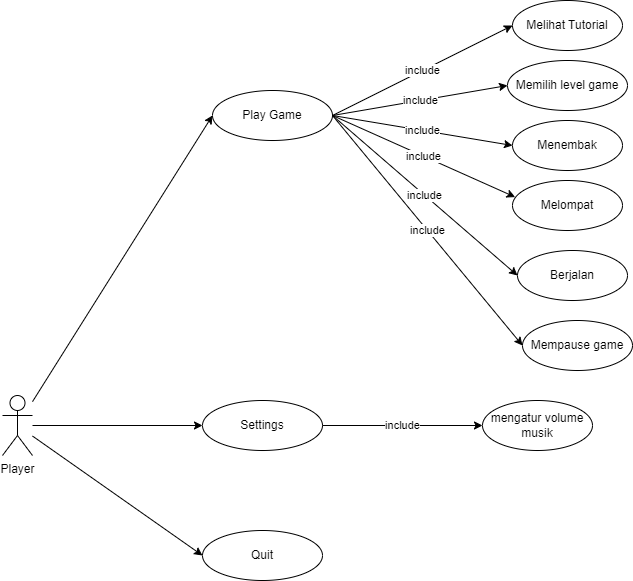 Melihat Tutorial
include
Memilih level game
include
Play Game
include
Menembak
include
Melompat
include
include
Berjalan
Mempause game
Player
Settings
include
mengatur volume
musik
Quit